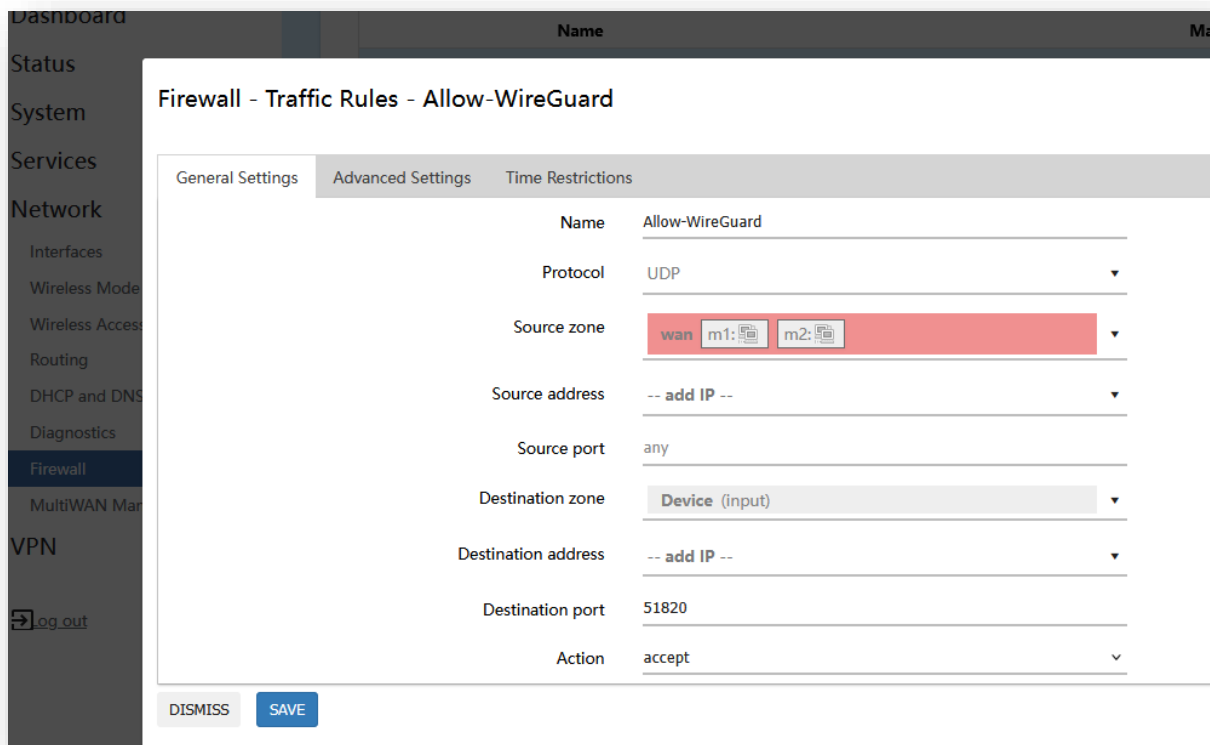 Dashboard
Name
Ma
Status
System
Services
Network
Interfaces
Wireless Mode
Wireless Access
Routing
DHCP and DNS
Diagnostics
Firewall
MultiWAN Man
VPN
Log out
Firewall - Traffic Rules - Allow-WireGuard
General Settings Advanced Settings Time Restrictions
Name Allow-WireGuard
Protocol UDP
Source zone wan m1: m2:
Source address -- add IP --
Source port any
Destination zone Device (input)
Destination address -- add IP --
Destination port 51820
Action accept
DISMISS SAVE